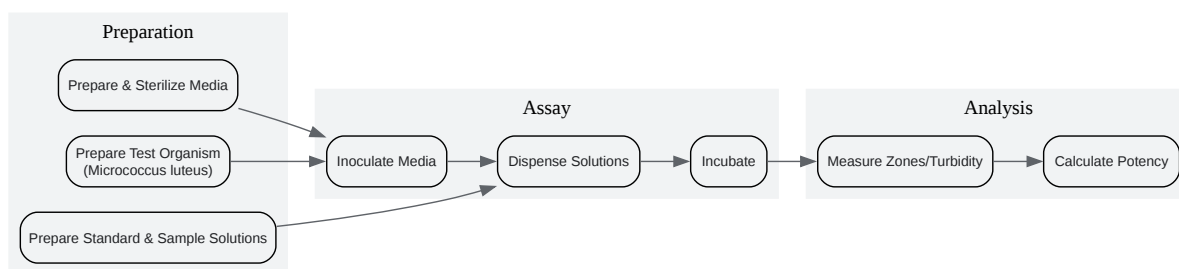 Preparation
Prepare & Sterilize Media
Prepare Test Organism
(Micrococcus luteus)
Prepare Standard & Sample Solutions
Assay
Inoculate Media
Dispense Solutions
Incubate
Analysis
Measure Zones/Turbidity
Calculate Potency